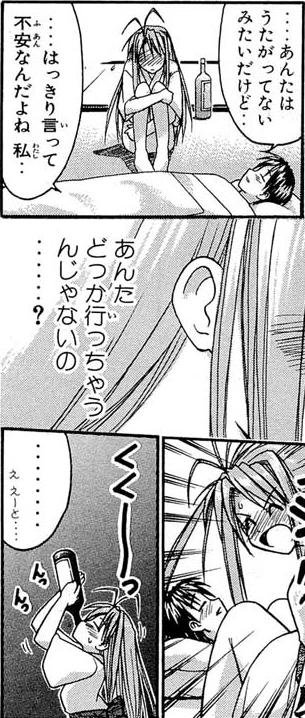 ‥‥あんたは
うたがってない
みたいだけど‥
‥‥はっきり言って
不安なんだよね 私‥
あんた
どっか行っちゃう
んじゃないの
‥‥‥?
くくーっ
んっ
んっ
‥‥‥
え えーと‥‥